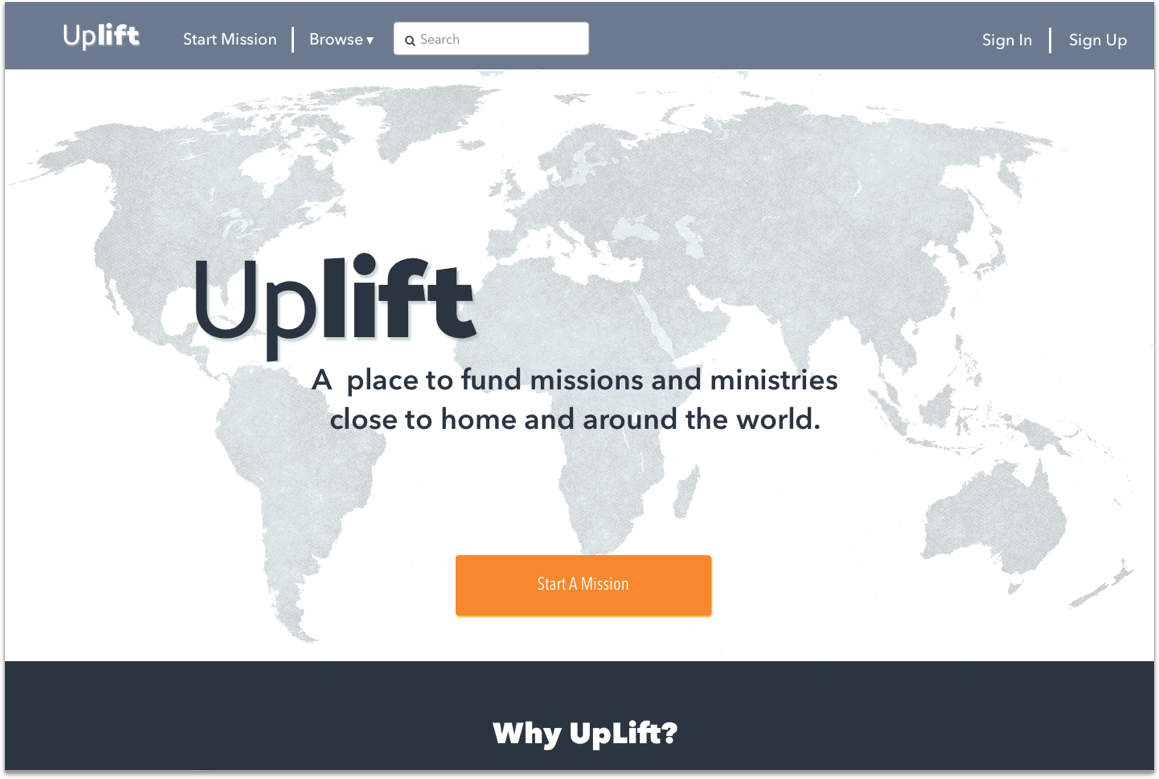 Uplift
Start Mission
Browse ▾
Search
Sign In
Sign Up
Uplift
A place to fund missions and ministries
close to home and around the world.
Start A Mission
Why UpLift?